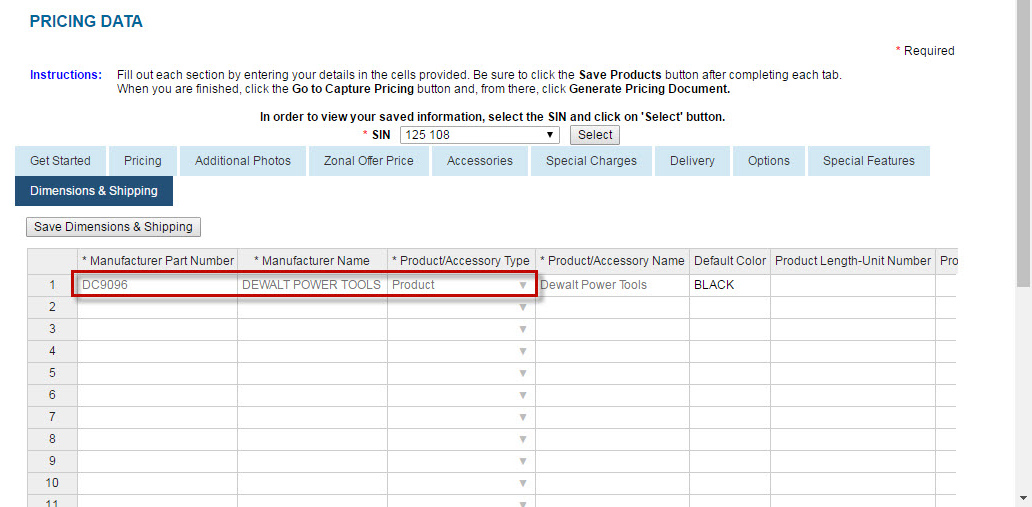 PRICING DATA
* Required
Instructions: Fill out each section by entering your details in the cells provided. Be sure to click the Save Products button after completing each tab.
When you are finished, click the Go to Capture Pricing button and, from there, click Generate Pricing Document.
In order to view your saved information, select the SIN and click on 'Select' button.
* SIN 125 108 Select
Get Started Pricing Additional Photos Zonal Offer Price Accessories Special Charges Delivery Options Special Features
Dimensions & Shipping
Save Dimensions & Shipping
* Manufacturer Part Number * Manufacturer Name * Product/Accessory Type * Product/Accessory Name Default Color Product Length-Unit Number Pro
1 DC9096 DEWALT POWER TOOLS Product Dewalt Power Tools BLACK
2
3
4
5
6
7
8
9
10
11